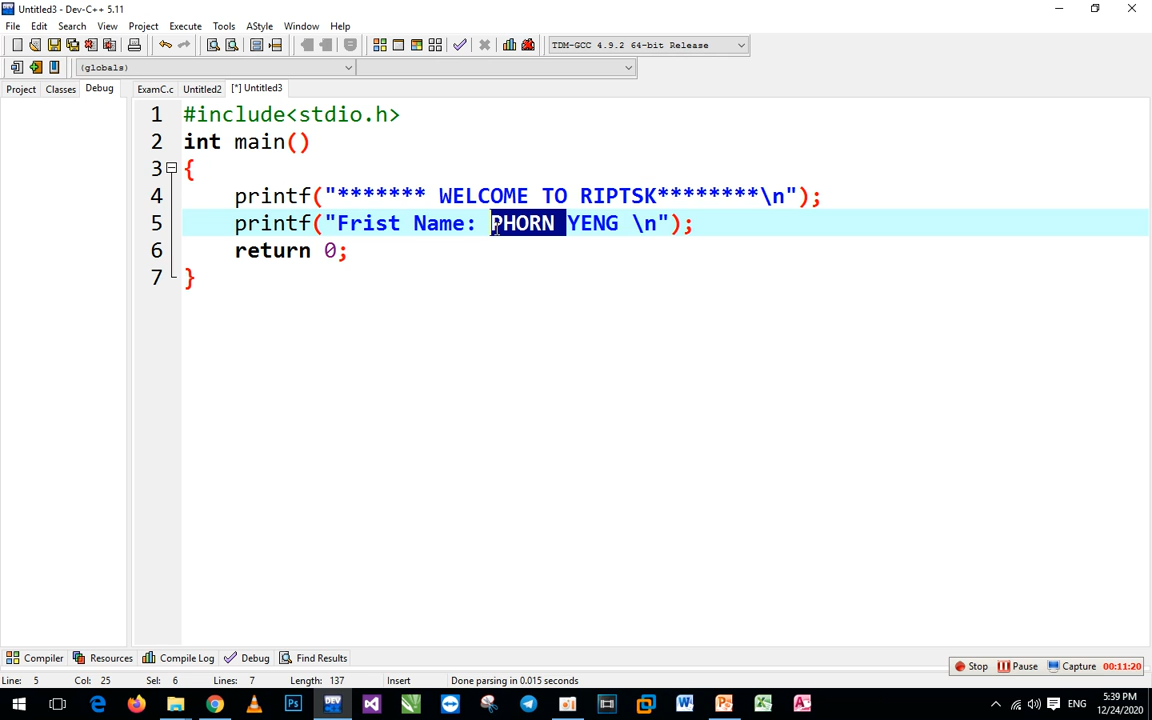 Untitled3 - Dev-C++ 5.11
File Edit Search View Project Execute Tools AStyle Window Help
TDM-GCC 4.9.2 64-bit Release
(globals)
Project Classes Debug ExamC.c Untitled2 [*] Untitled3
1 #include<stdio.h>
2 int main()
3 {
4 printf("******* WELCOME TO RIPTSK********\n");
5 printf("Frist Name: PHORN YENG \n");
6 return 0;
7 }
Compiler Resources Compile Log Debug Find Results
Stop Pause Capture 00:11:20
Line: 5 Col: 25 Sel: 6 Lines: 7 Length: 137 Insert Done parsing in 0.015 seconds
Ps DEV
ENG 5:39 PM
12/24/2020